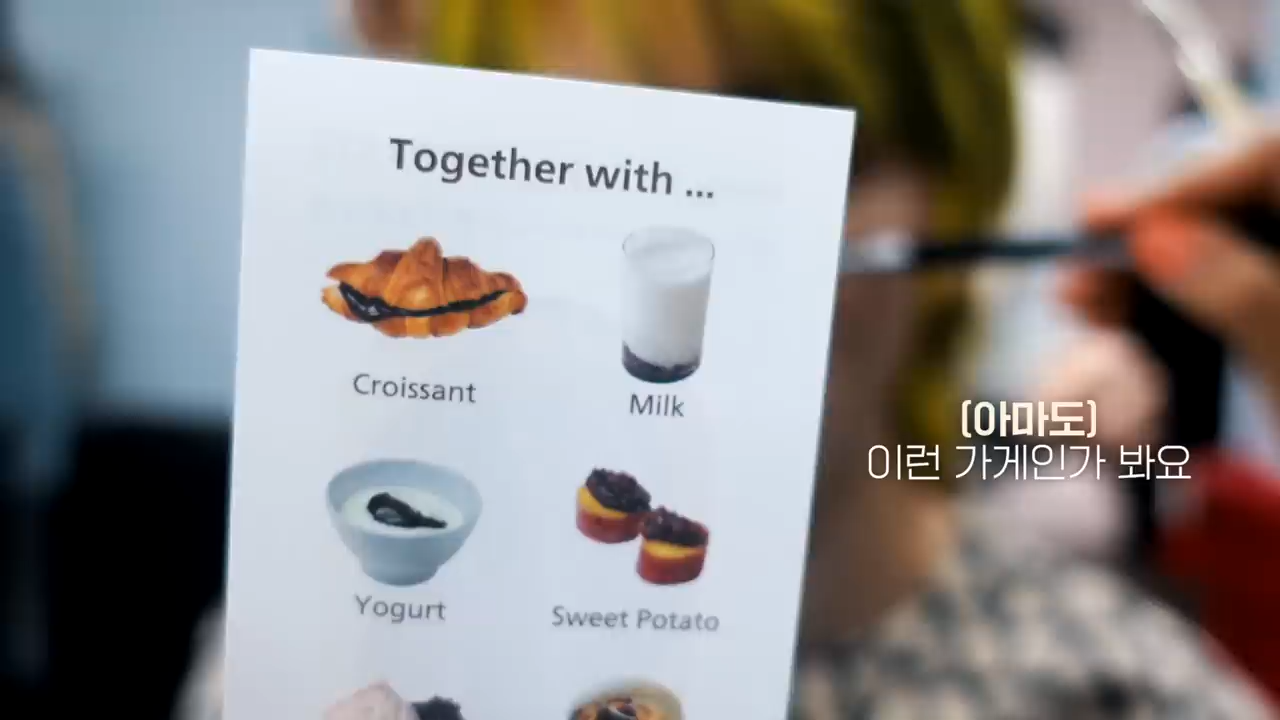 Together with ...
Croissant
Milk
Yogurt
Sweet Potato
(아마도)
이런 가게인가 봐요